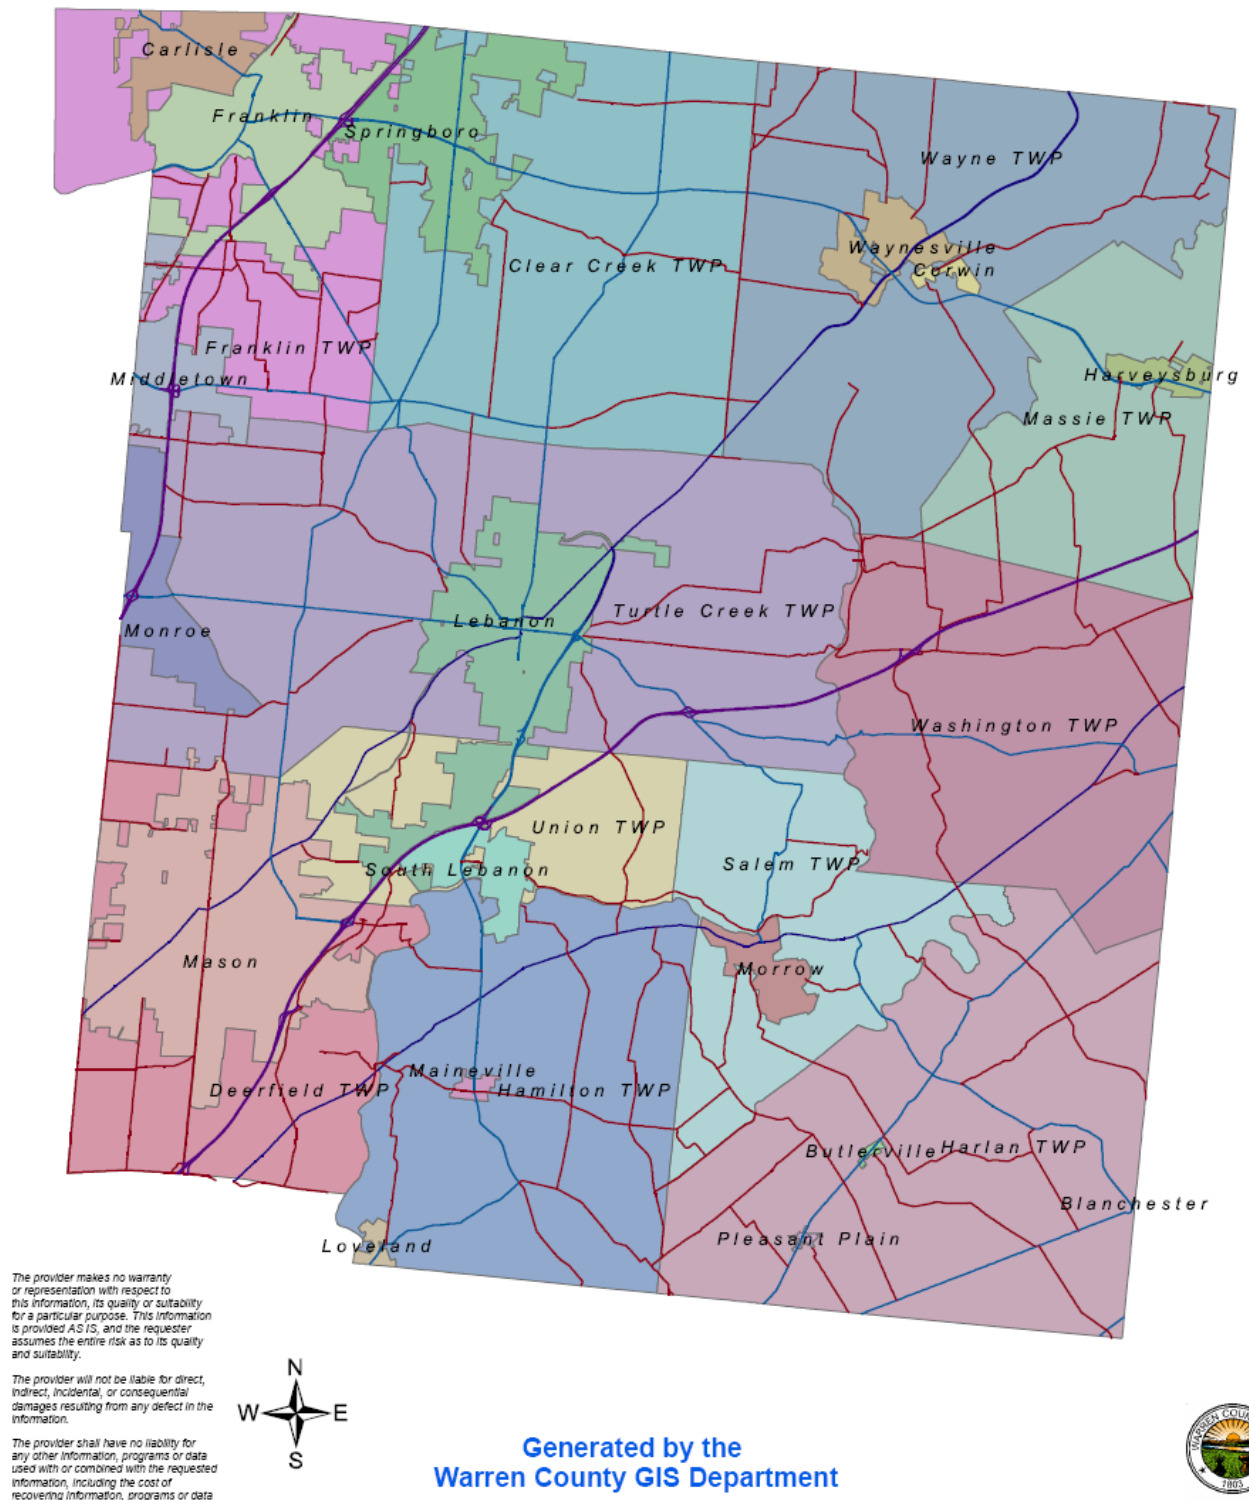 Carlisle
Franklin
Springboro
Wayne TWP
Waynesville
Corwin
Clear Creek TWP
Franklin TWP
Middletown
Harveysburg
Massie TWP
Turtle Creek TWP
Lebanon
Monroe
Washington TWP
Union TWP
Salem TWP
South Lebanon
Mason
Morrow
Maineville
Deerfield TWP
Hamilton TWP
Butlerville
Harlan TWP
Blanchester
Pleasant Plain
Loveland
The provider makes no warranty
or representation with respect to
this information, its quality or suitability
for a particular purpose. This information
is provided AS IS, and the requester
assumes the entire risk as to its quality
and suitability.
The provider will not be liable for direct,
indirect, incidental, or consequential
damages resulting from any defect in the
information.
The provider shall have no liability for
any other information, programs or data
used with or combined with the requested
information, including the cost of
recovering information, programs or data
N
W
E
S
Generated by the
Warren County GIS Department
WARREN COUN
1803